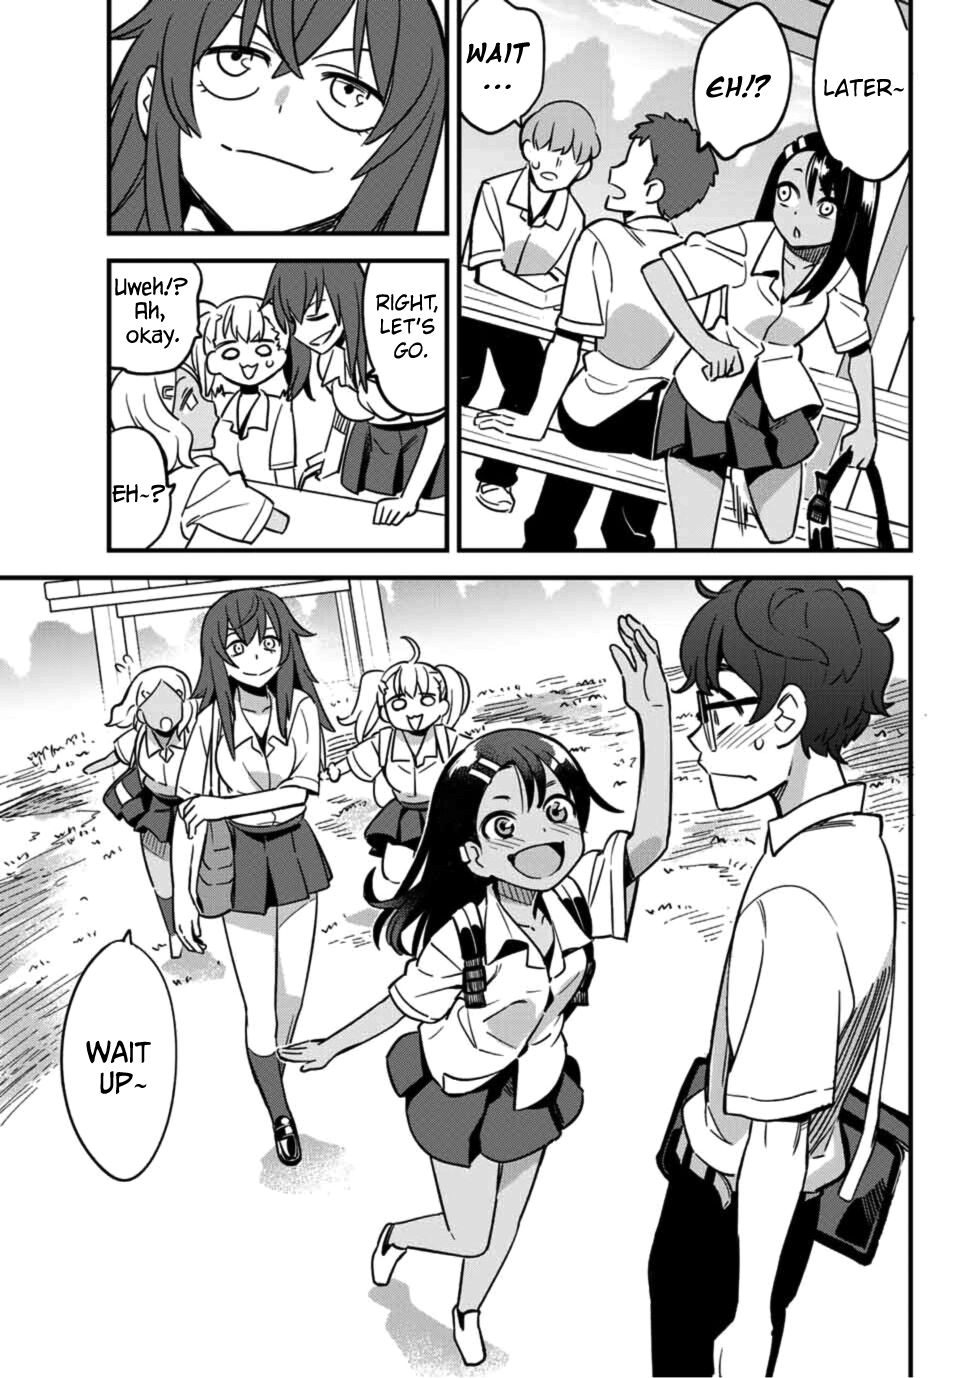 LATER~
EH!?
WAIT
...
RIGHT,
LET'S
GO.
Uweh!?
Ah,
okay.
EH~?
WAIT
UP~